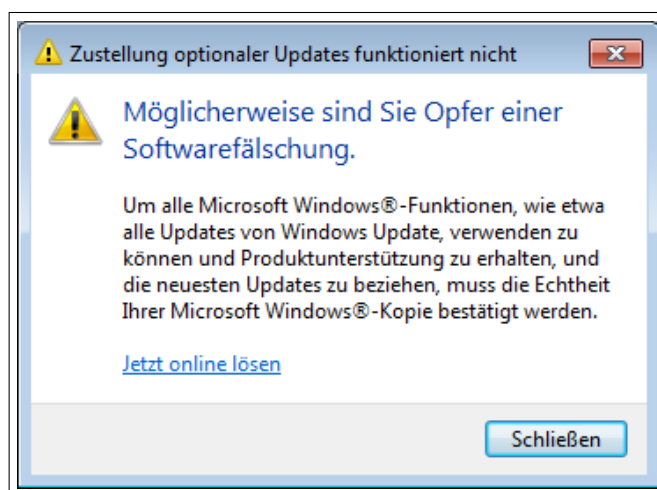 Zustellung optionaler Updates funktioniert nicht
Möglicherweise sind Sie Opfer einer
Softwarefälschung.
Um alle Microsoft Windows®-Funktionen, wie etwa
alle Updates von Windows Update, verwenden zu
können und Produktunterstützung zu erhalten, und
die neuesten Updates zu beziehen, muss die Echtheit
Ihrer Microsoft Windows®-Kopie bestätigt werden.
Jetzt online lösen
Schließen